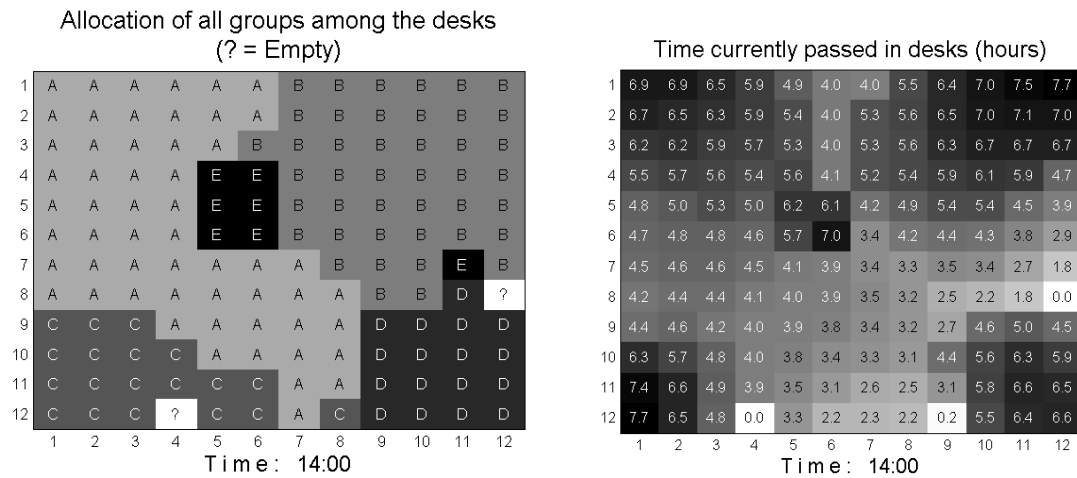 Allocation of all groups among the desks
(? = Empty)
1 A A A A A A B B B B B B
2 A A A A A A B B B B B B
3 A A A A A B B B B B B B
4 A A A A E E B B B B B B
5 A A A A E E B B B B B B
6 A A A A E E B B B B B B
7 A A A A A A A B B B E B
8 A A A A A A A A B B D ?
9 C C C A A A A A D D D D
10 C C C C A A A A D D D D
11 C C C C C C A A D D D D
12 C C C ? C C A C D D D D
1 2 3 4 5 6 7 8 9 10 11 12
Time: 14:00
Time currently passed in desks (hours)
1 6.9 6.9 6.5 5.9 4.9 4.0 4.0 5.5 6.4 7.0 7.5 7.7
2 6.7 6.5 6.3 5.9 5.4 4.0 5.3 5.6 6.5 7.0 7.1 7.0
3 6.2 6.2 5.9 5.7 5.3 4.0 5.3 5.6 6.3 6.7 6.7 6.7
4 5.5 5.7 5.6 5.4 5.6 4.1 5.2 5.4 5.9 6.1 5.9 4.7
5 4.8 5.0 5.3 5.0 6.2 6.1 4.2 4.9 5.4 5.4 4.5 3.9
6 4.7 4.8 4.8 4.6 5.7 7.0 3.4 4.2 4.4 4.3 3.8 2.9
7 4.5 4.6 4.6 4.5 4.1 3.9 3.4 3.3 3.5 3.4 2.7 1.8
8 4.2 4.4 4.4 4.1 4.0 3.9 3.5 3.2 2.5 2.2 1.8 0.0
9 4.4 4.6 4.2 4.0 3.9 3.8 3.4 3.2 2.7 4.6 5.0 4.5
10 6.3 5.7 4.8 4.0 3.8 3.4 3.3 3.1 4.4 5.6 6.3 5.9
11 7.4 6.6 4.9 3.9 3.5 3.1 2.6 2.5 3.1 5.8 6.6 6.5
12 7.7 6.5 4.8 0.0 3.3 2.2 2.3 2.2 0.2 5.5 6.4 6.6
1 2 3 4 5 6 7 8 9 10 11 12
Time: 14:00